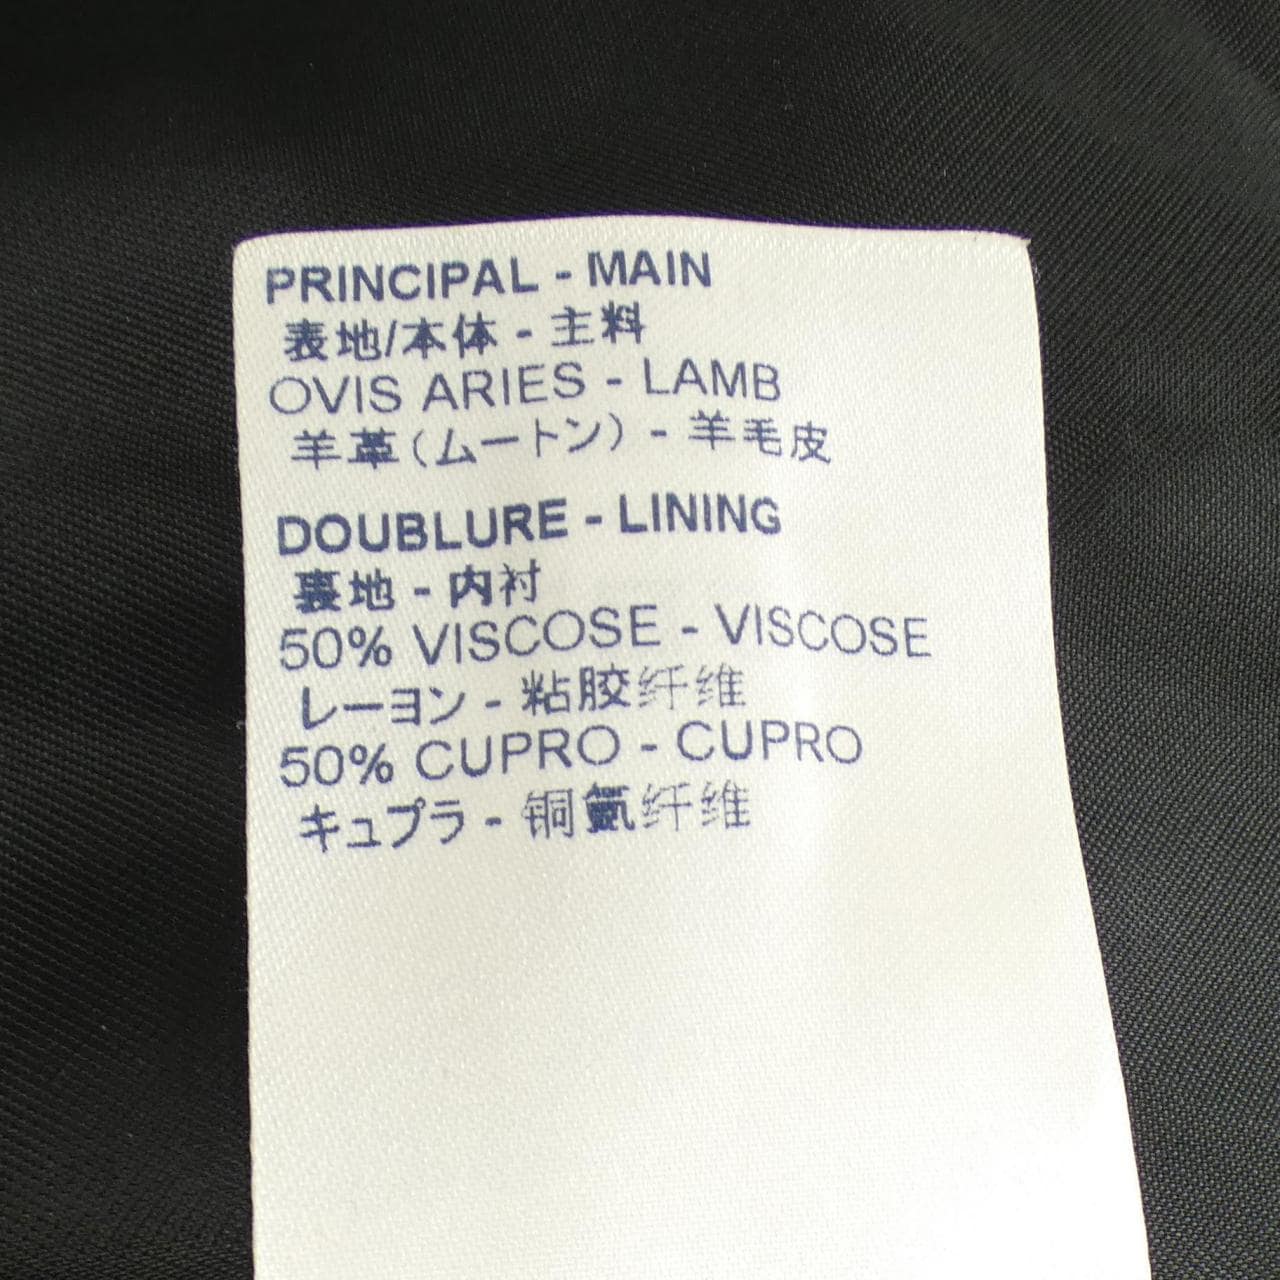 PRINCIPAL - MAIN
表地/本体 - 主料
OVIS ARIES - LAMB
羊革(ムートン) - 羊毛皮
DOUBLURE - LINING
裏地 - 内衬
50% VISCOSE - VISCOSE
レーヨン - 粘胶纤维
50% CUPRO - CUPRO
キュプラ - 铜氨纤维